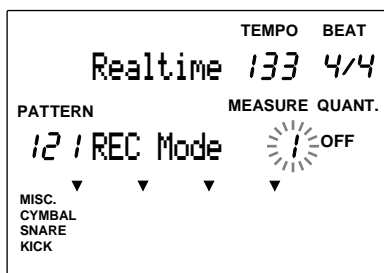 TEMPO BEAT
Realtime 133 4/4
PATTERN MEASURE QUANT.
121 REC Mode 1 OFF
MISC.
CYMBAL
SNARE
KICK